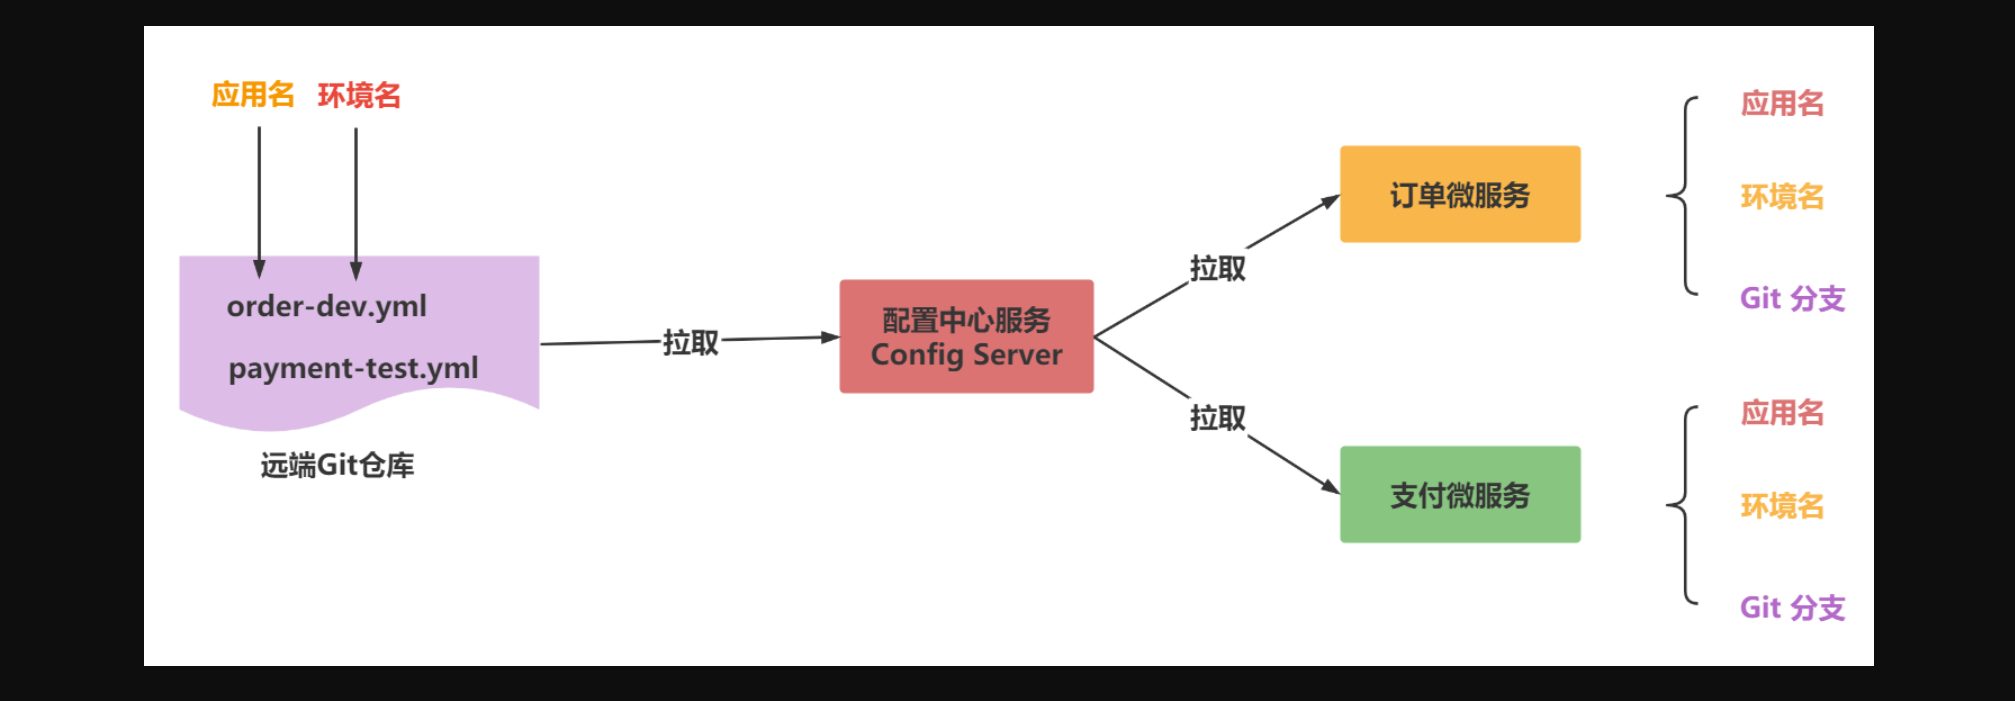 应用名 环境名
order-dev.yml
payment-test.yml
远端Git仓库
拉取
配置中心服务
Config Server
拉取
拉取
订单微服务
应用名
环境名
Git 分支
支付微服务
应用名
环境名
Git 分支